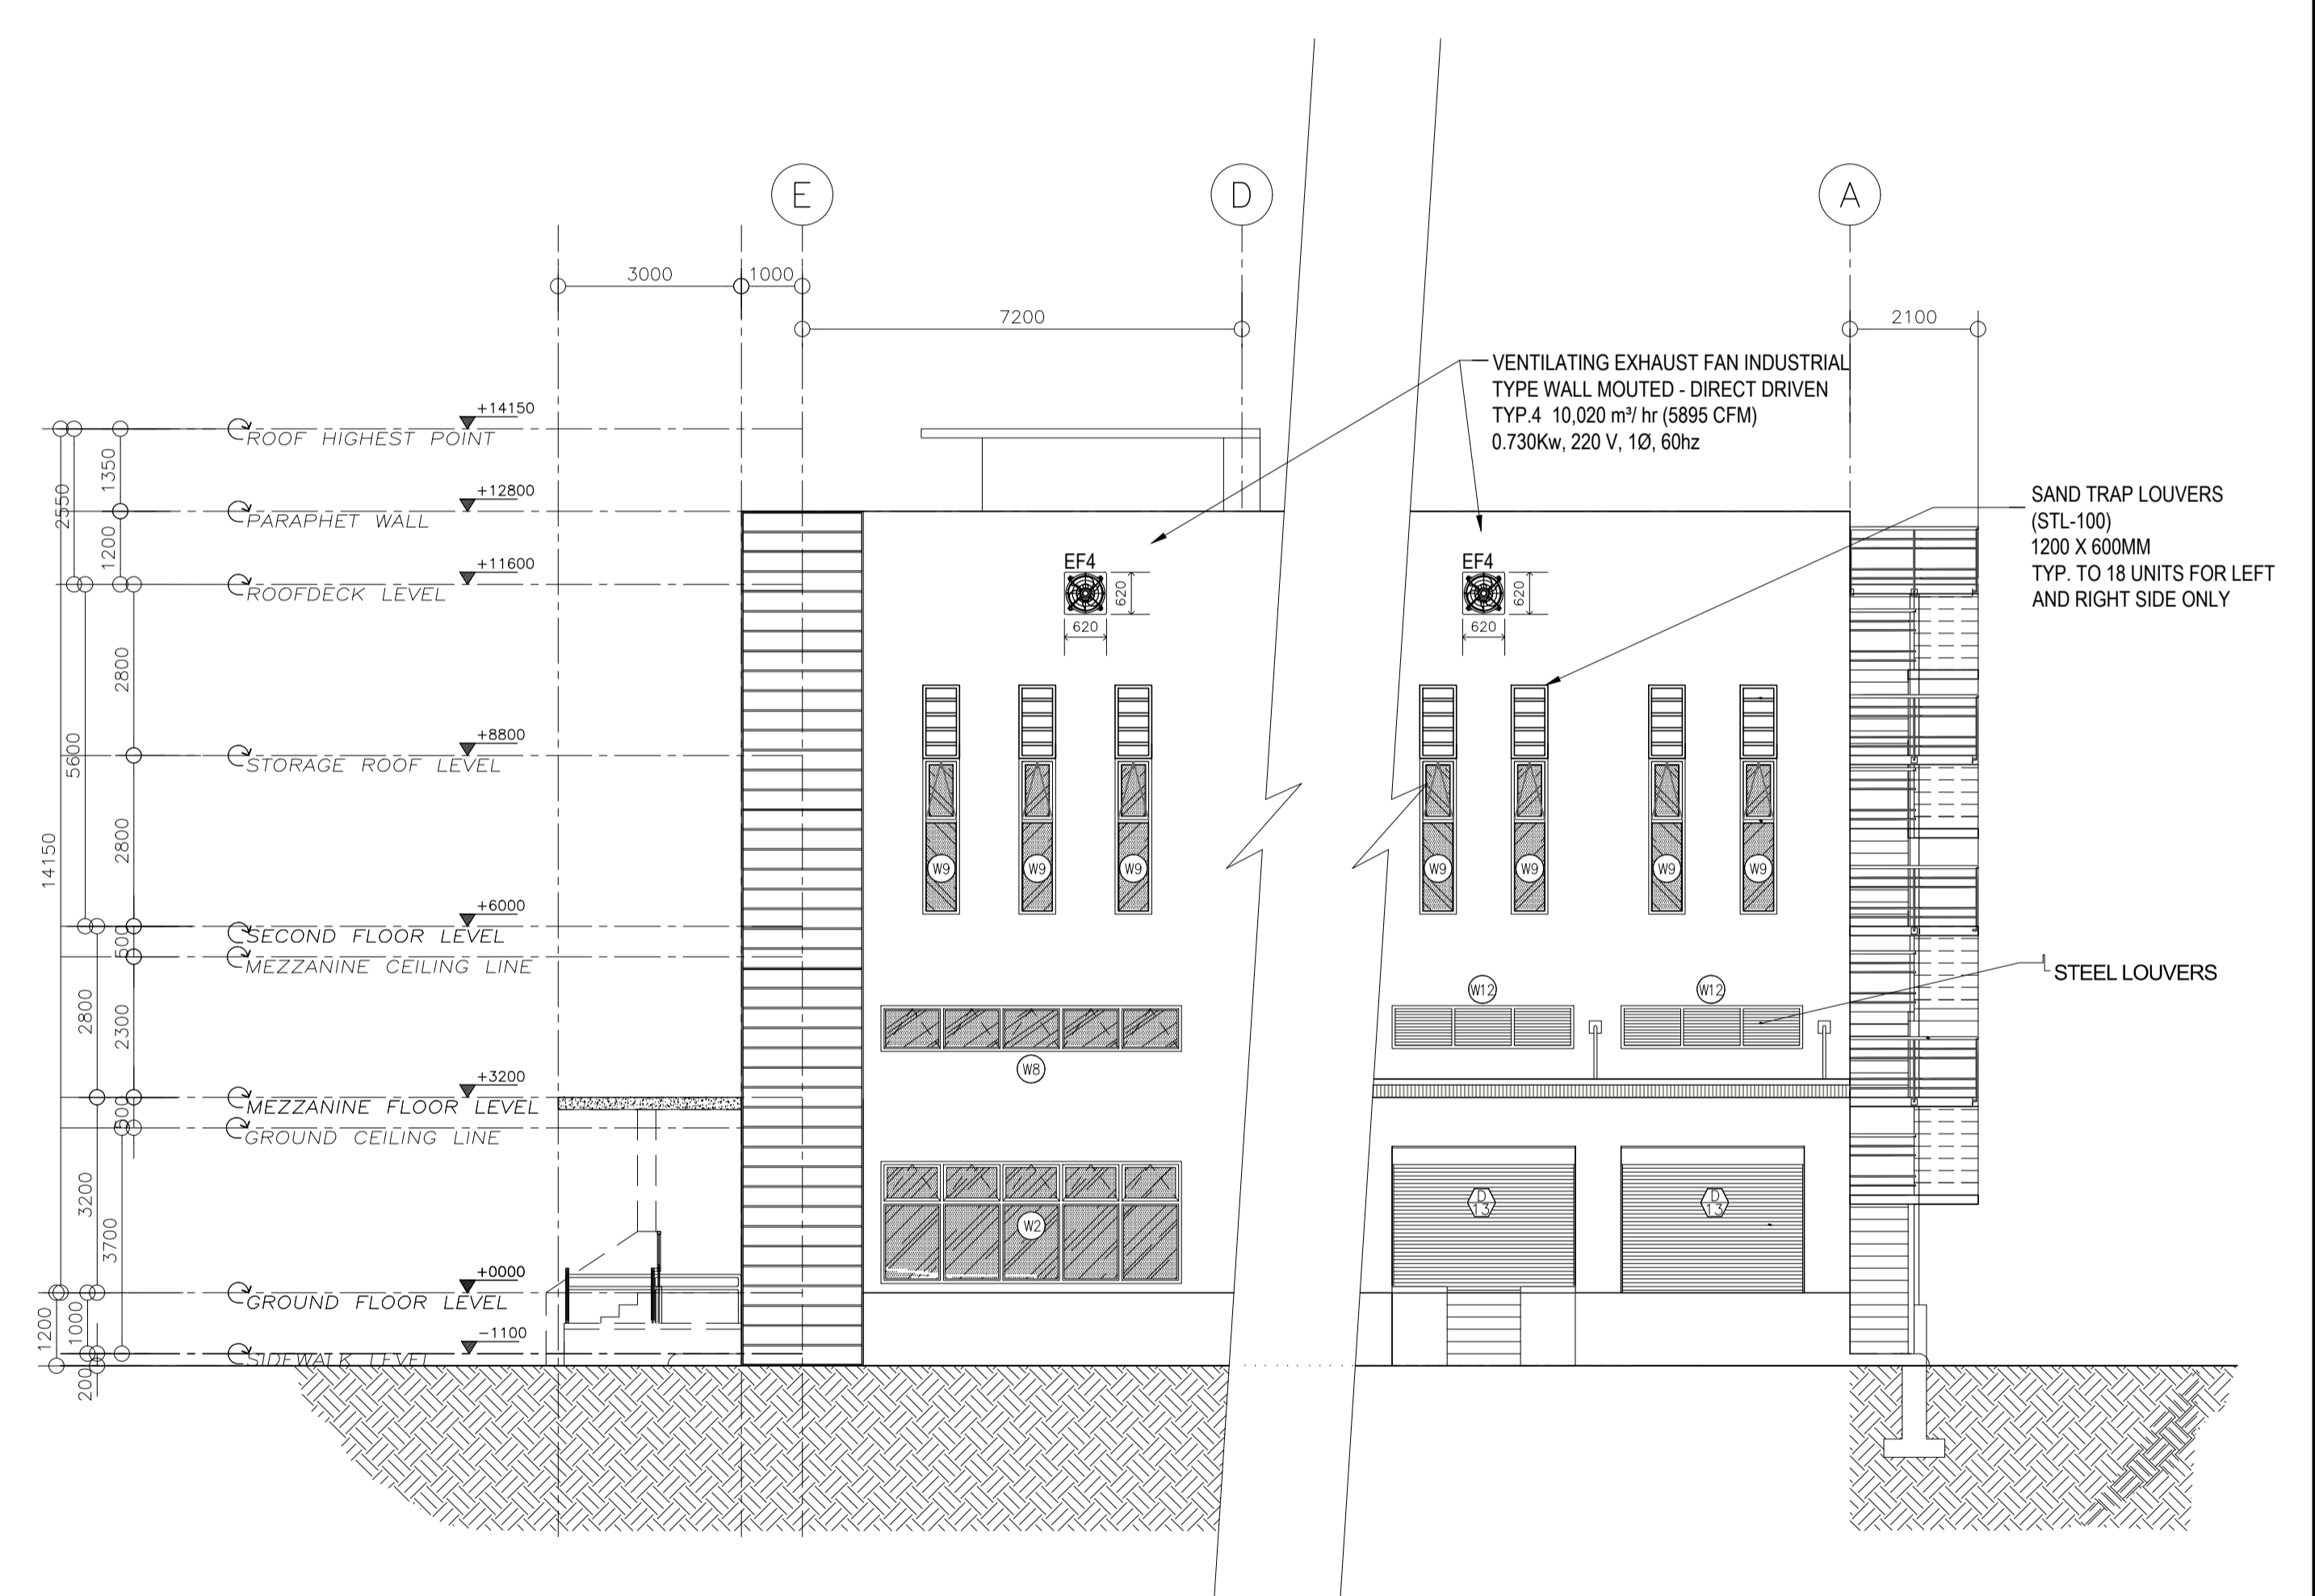 E
D
A
3000
1000
7200
2100
VENTILATING EXHAUST FAN INDUSTRIAL
TYPE WALL MOUTED - DIRECT DRIVEN
TYP.4 10,020 m³/ hr (5895 CFM)
0.730Kw, 220 V, 1Ø, 60hz
SAND TRAP LOUVERS
(STL-100)
1200 X 600MM
TYP. TO 18 UNITS FOR LEFT
AND RIGHT SIDE ONLY
+14150
ROOF HIGHEST POINT
1350
2550
+12800
PARAPHET WALL
1200
+11600
ROOFDECK LEVEL
EF4
620
620
EF4
620
620
2800
+8800
STORAGE ROOF LEVEL
5600
2800
14150
W9
W9
W9
W9
W9
W9
W9
+6000
SECOND FLOOR LEVEL
500
MEZZANINE CEILING LINE
STEEL LOUVERS
W12
W12
2800
2300
W8
+3200
MEZZANINE FLOOR LEVEL
500
GROUND CEILING LINE
3200
3700
W2
D
13
D
13
+0000
GROUND FLOOR LEVEL
1200
1000
-1100
SIDEWALK LEVEL
200